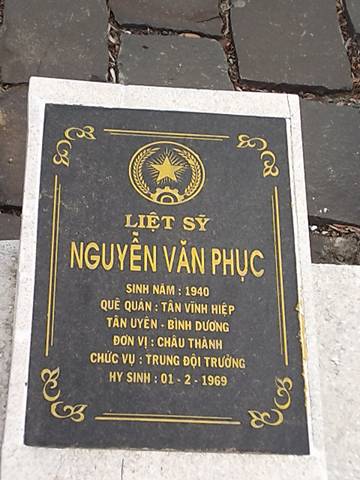 LIỆT SỸ
NGUYỄN VĂN PHỤC
SINH NĂM : 1940
QUÊ QUÁN : TÂN VĨNH HIỆP
TÂN UYÊN - BÌNH DƯƠNG
ĐƠN VỊ : CHÂU THÀNH
CHỨC VỤ : TRUNG ĐỘI TRƯỞNG
HY SINH : 01 - 2 - 1969